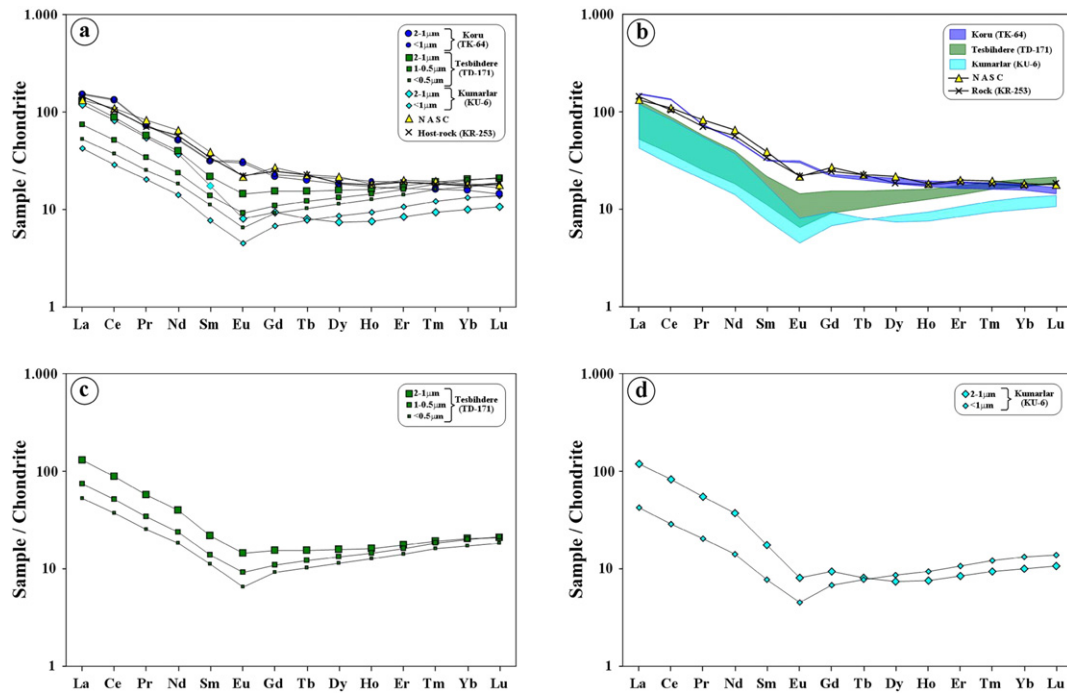 a
Sample / Chondrite
1.000
100
10
1
La Ce Pr Nd Sm Eu Gd Tb Dy Ho Er Tm Yb Lu
2-1µm
<1µm
Koru
(TK-64)
2-1µm
1-0.5µm
<0.5µm
Tesbihdere
(TD-171)
2-1µm
<1µm
Kumarlar
(KU-6)
N A S C
Host-rock (KR-253)
b
Sample / Chondrite
1.000
100
10
1
La Ce Pr Nd Sm Eu Gd Tb Dy Ho Er Tm Yb Lu
Koru (TK-64)
Tesbihdere (TD-171)
Kumarlar (KU-6)
N A S C
Rock (KR-253)
c
Sample / Chondrite
1.000
100
10
1
La Ce Pr Nd Sm Eu Gd Tb Dy Ho Er Tm Yb Lu
2-1µm
1-0.5µm
<0.5µm
Tesbihdere
(TD-171)
d
Sample / Chondrite
1.000
100
10
1
La Ce Pr Nd Sm Eu Gd Tb Dy Ho Er Tm Yb Lu
2-1µm
<1µm
Kumarlar
(KU-6)